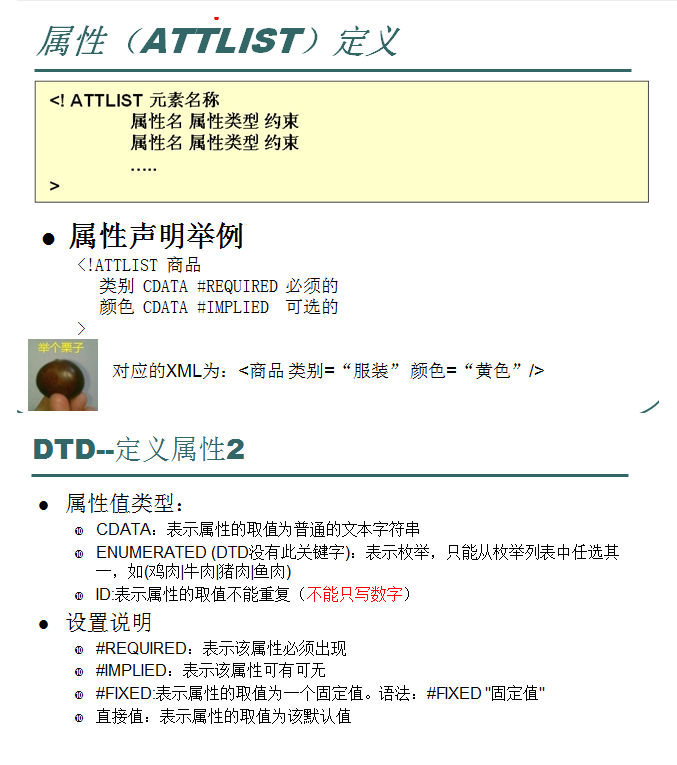 属性（ATTLIST）定义
<! ATTLIST 元素名称
属性名 属性类型 约束
属性名 属性类型 约束
.....
>
● 属性声明举例
<!ATTLIST 商品
类别 CDATA #REQUIRED 必须的
颜色 CDATA #IMPLIED 可选的
>
举个栗子
对应的XML为：<商品 类别=“服装” 颜色=“黄色”/>
DTD--定义属性2
● 属性值类型：
⑩ CDATA：表示属性的取值为普通的文本字符串
⑩ ENUMERATED (DTD没有此关键字)：表示枚举，只能从枚举列表中任选其
一，如(鸡肉|牛肉|猪肉|鱼肉)
⑩ ID:表示属性的取值不能重复（不能只写数字）
● 设置说明
⑩ #REQUIRED：表示该属性必须出现
⑩ #IMPLIED：表示该属性可有可无
⑩ #FIXED:表示属性的取值为一个固定值。语法：#FIXED "固定值"
⑩ 直接值：表示属性的取值为该默认值